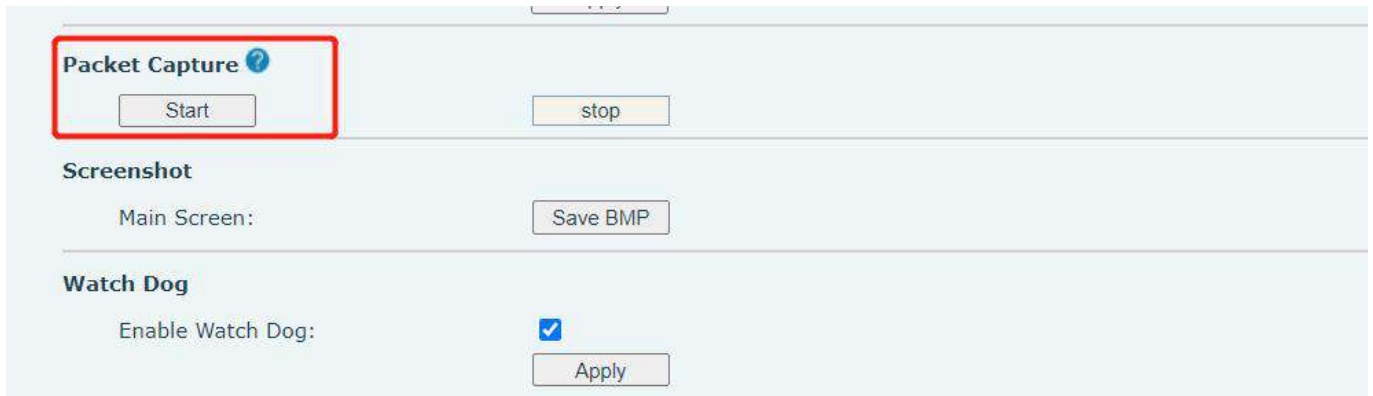 Packet Capture ?
Start stop
Screenshot
Main Screen: Save BMP
Watch Dog
Enable Watch Dog:
Apply